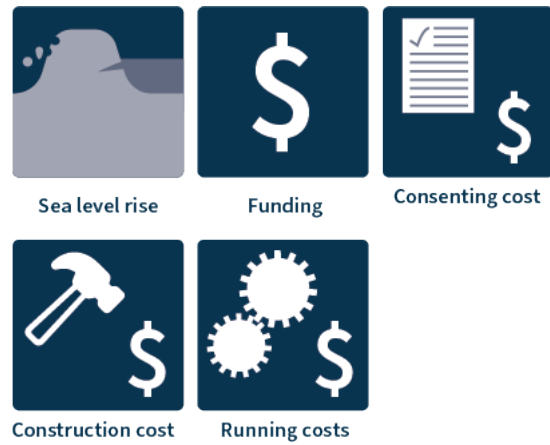 Sea level rise
$
Funding
$
Consenting cost
$
Construction cost
$
Running costs